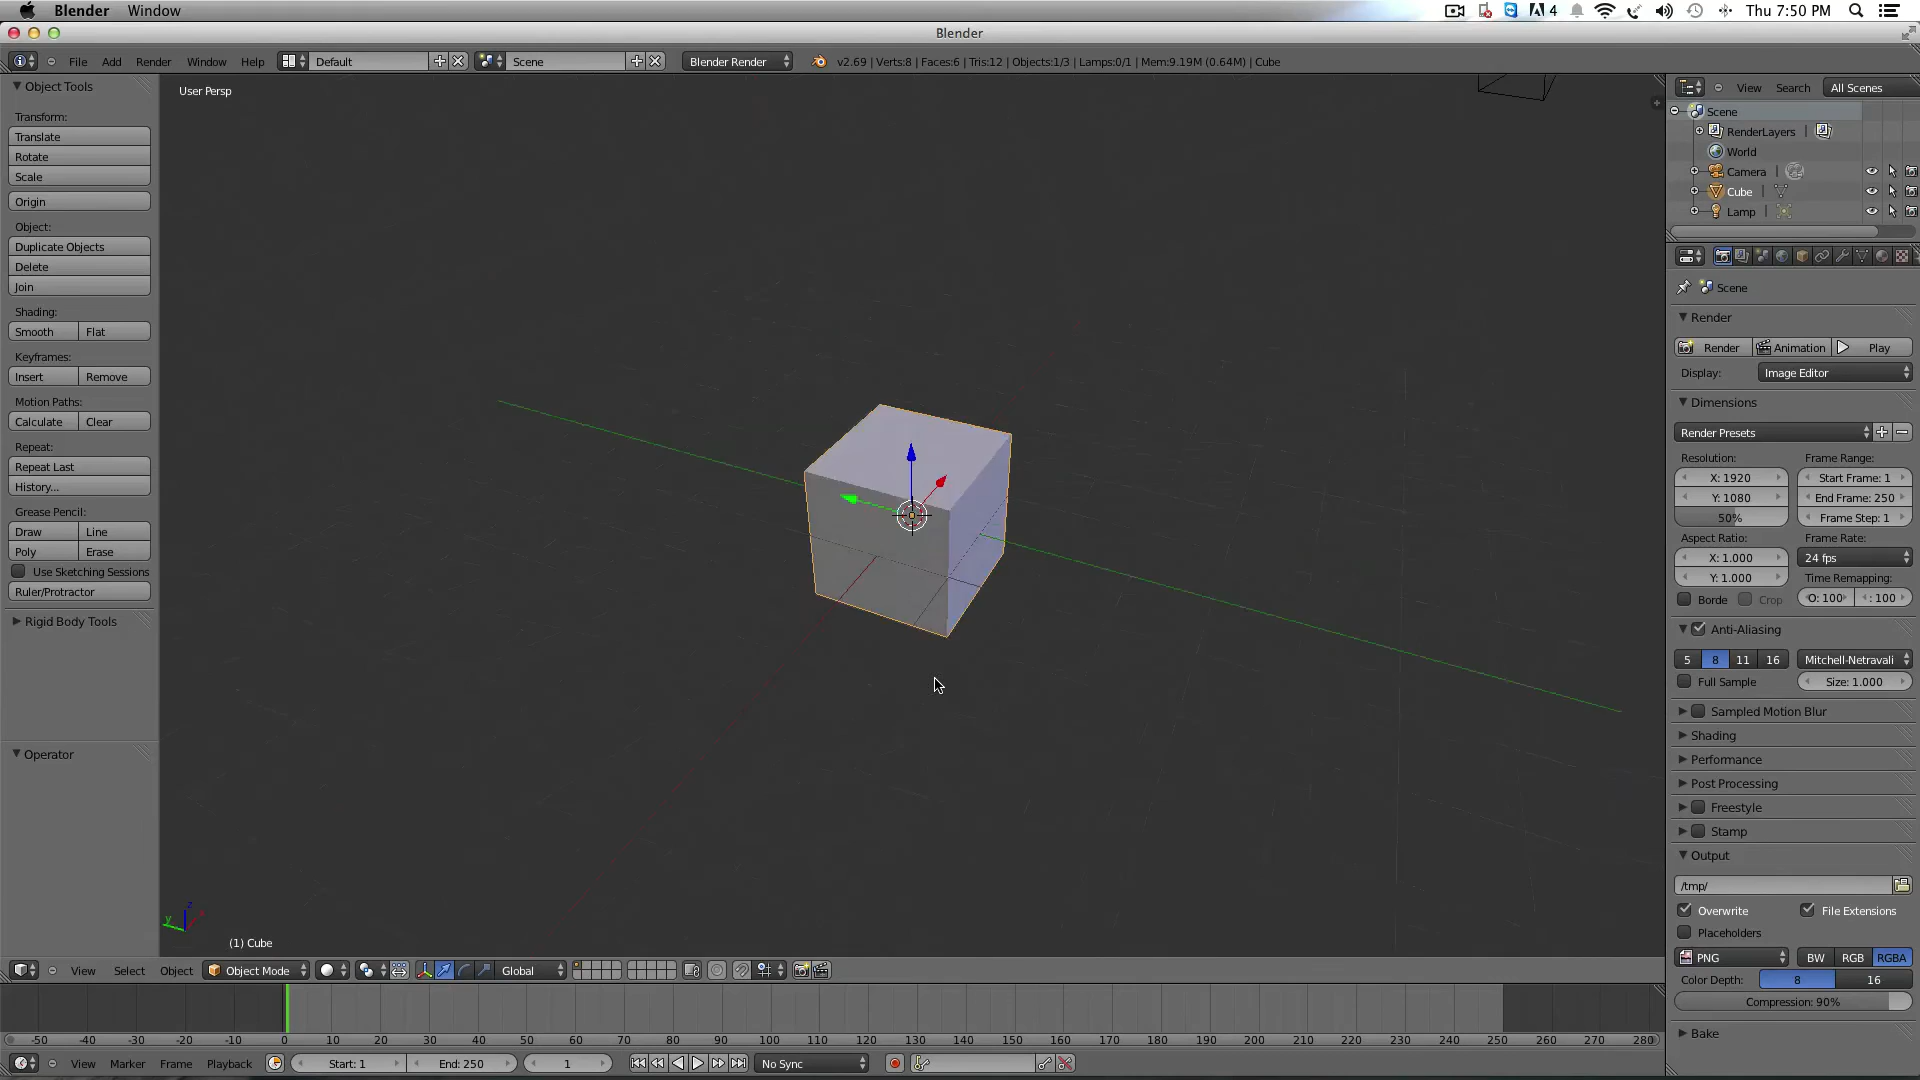 Blender Window
4 Thu 7:50 PM
Blender
File Add Render Window Help Default Scene Blender Render v2.69 | Verts:8 | Faces:6 | Tris:12 | Objects:1/3 | Lamps:0/1 | Mem:9.19M (0.64M) | Cube
Object Tools
Transform:
Translate
Rotate
Scale
Origin
Object:
Duplicate Objects
Delete
Join
Shading:
Smooth Flat
Keyframes:
Insert Remove
Motion Paths:
Calculate Clear
Repeat:
Repeat Last
History...
Grease Pencil:
Draw Line
Poly Erase
Use Sketching Sessions
Ruler/Protractor
Rigid Body Tools
Operator
User Persp
z
y
x
(1) Cube
View Search All Scenes
Scene
RenderLayers |
World
Camera |
Cube |
Lamp |
Scene
Render
Render Animation Play
Display: Image Editor
Dimensions
Render Presets
Resolution: Frame Range:
X: 1920 Start Frame: 1
Y: 1080 End Frame: 250
50% Frame Step: 1
Aspect Ratio: Frame Rate:
X: 1.000 24 fps
Y: 1.000 Time Remapping:
Borde Crop O: 100 : 100
Anti-Aliasing
5 8 11 16 Mitchell-Netravali
Full Sample Size: 1.000
Sampled Motion Blur
Shading
Performance
Post Processing
Freestyle
Stamp
Output
/tmp/
Overwrite File Extensions
Placeholders
PNG BW RGB RGBA
Color Depth: 8 16
Compression: 90%
Bake
View Select Object Object Mode Global
-50 -40 -30 -20 -10 0 10 20 30 40 50 60 70 80 90 100 110 120 130 140 150 160 170 180 190 200 210 220 230 240 250 260 270 280
View Marker Frame Playback Start: 1 End: 250 1 No Sync